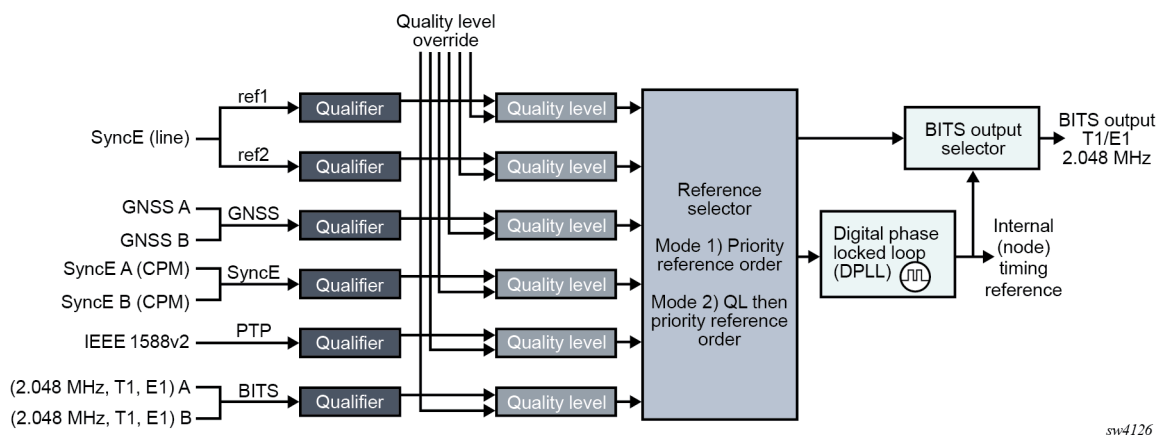 Quality level
override
ref1
Qualifier
Quality level
SyncE (line)
ref2
Qualifier
Quality level
GNSS A
GNSS
Qualifier
Quality level
GNSS B
SyncE A (CPM)
SyncE
Qualifier
Quality level
SyncE B (CPM)
IEEE 1588v2
PTP
Qualifier
Quality level
(2.048 MHz, T1, E1) A
BITS
Qualifier
Quality level
(2.048 MHz, T1, E1) B
Reference
selector
Mode 1) Priority
reference order
Mode 2) QL then
priority reference
order
BITS output
selector
BITS output
T1/E1
2.048 MHz
Digital phase
locked loop
(DPLL)
Internal
(node)
timing
reference
sw4126